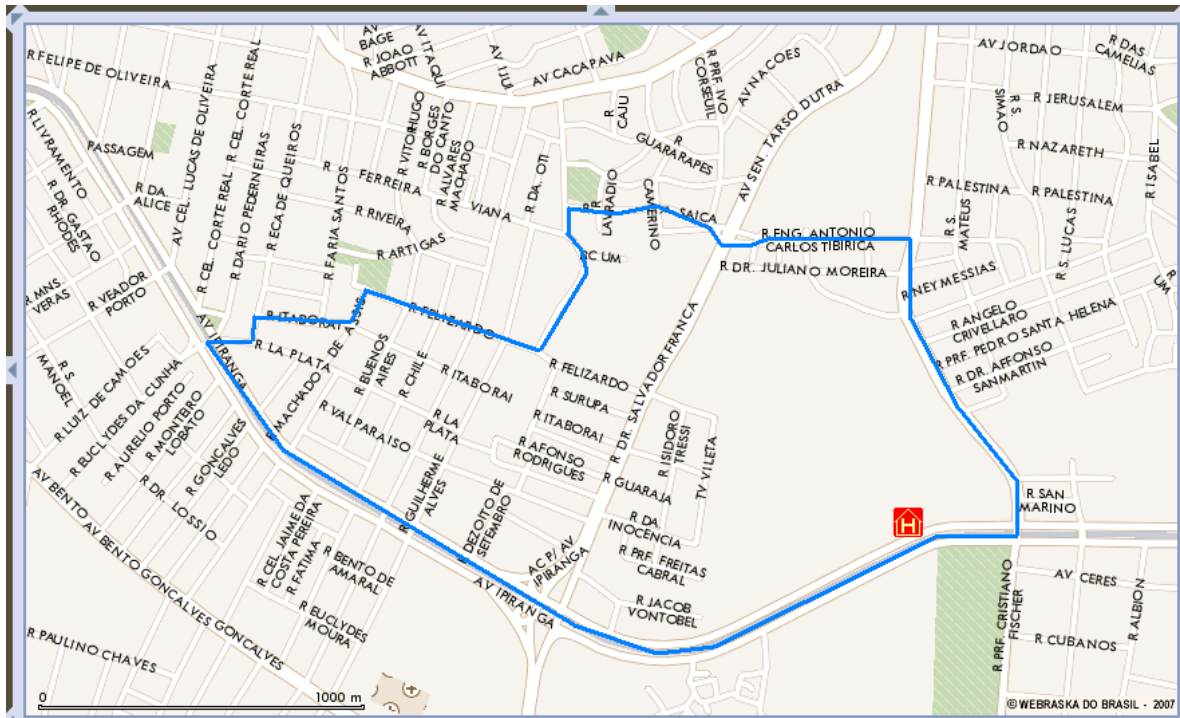 R FELIPE DE OLIVEIRA
AV
BAGE
R JOAO
ABBOTT
AV ITAQUI
AV IJUI
AV CACAPAVA
R PRF IVO
CORSEUIL
AV NACOES
AV SEN. TARSO DUTRA
AV JORDAO
R DAS
CAMELIAS
R JERUSALEM
R S.
SIMAO
R NAZARETH
R ISABEL
R PALESTINA
R PALESTINA
R S.
MATEUS
R S. LUCAS
R LIVRAMENTO
PASSAGEM
R DR. GASTAO
RHODES
R DA.
ALICE
AV CEL. LUCAS DE OLIVEIRA
R CEL. CORTE REAL
R CEL. CORTE REAL
R DARIO PEDERNEIRAS
R ECA DE QUEIROS
R FARIA SANTOS
R VITOR HUGO
R BORGES
DO CANTO
R ALVARES
MACHADO
R
FERREIRA
VIANA
R RIVEIRA
R ARTIGAS
R DA. OTI
R
CAJU
R
GUARARAPES
R
LAVRADIO
CAMERINO
SAICA
BC UM
R ENG. ANTONIO
CARLOS TIBIRICA
R DR. JULIANO MOREIRA
R NEY MESSIAS
R ANGELO
CRIVELLARO
R PRF. PEDRO SANTA HELENA
R DR. AFFONSO
SANMARTIN
R
UM
R MNS.
VERAS
R VEADOR
PORTO
AV IPIRANGA
R ITABORAI
R LA PLATA
R MACHADO DE ASSIS
R FELIZARDO
R BUENOS
AIRES
R CHILE
R ITABORAI
R FELIZARDO
R SURUPA
R ITABORAI
R AFONSO
RODRIGUES
R GUARAJA
R DR. SALVADOR FRANCA
R ISIDORO
TRESSI
TV VILETA
R S.
MANOEL
R LUIZ DE CAMOES
R EUCLYDES DA CUNHA
R AURELIO PORTO
R MONTEIRO
LOBATO
R GONCALVES
LEDO
R DR. LOSSIO
R VALPARAISO
R LA
PLATA
R GUILHERME
ALVES
R DEZOITO DE
SETEMBRO
AC P/ AV
IPIRANGA
R DA.
INOCENCIA
R PRF. FREITAS
CABRAL
R JACOB
VONTOBEL
AV IPIRANGA
AV BENTO GONCALVES
AV BENTO GONCALVES
R CEL. JAIME DA
COSTA PEREIRA
R FATIMA
R BENTO DE
AMARAL
R EUCLYDES
MOURA
R PAULINO CHAVES
H
R SAN
MARINO
AV CERES
R PRF. CRISTIANO
FISCHER
R CUBANOS
R ALBION
0
1000 m
© WEBRASKA DO BRASIL - 2007